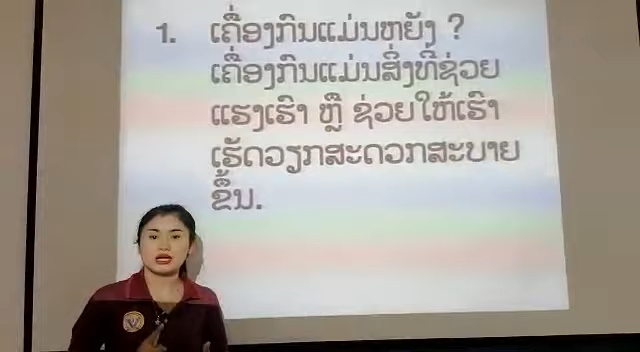 1. ເຄື່ອງກົນແມ່ນຫຍັງ ?
ເຄື່ອງກົນແມ່ນສິ່ງທີ່ຊ່ວຍ
ແຮງເຮົາ ຫຼື ຊ່ວຍໃຫ້ເຮົາ
ເຮັດວຽກສະດວກສະບາຍ
ຂຶ້ນ.